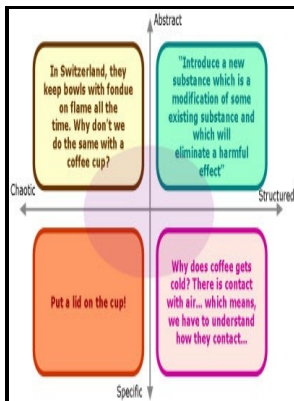 Abstract
In Switzerland, they
keep bowls with fondue
on flame all the
time. Why don't we
do the same with a
coffee cup?
"Introduce a new
substance which is a
modification of some
existing substance and
which will
eliminate a harmful
effect"
Chaotic
Structured
Put a lid on the cup!
Why does coffee gets
cold? There is contact
with air... which means,
we have to understand
how they contact...
Specific